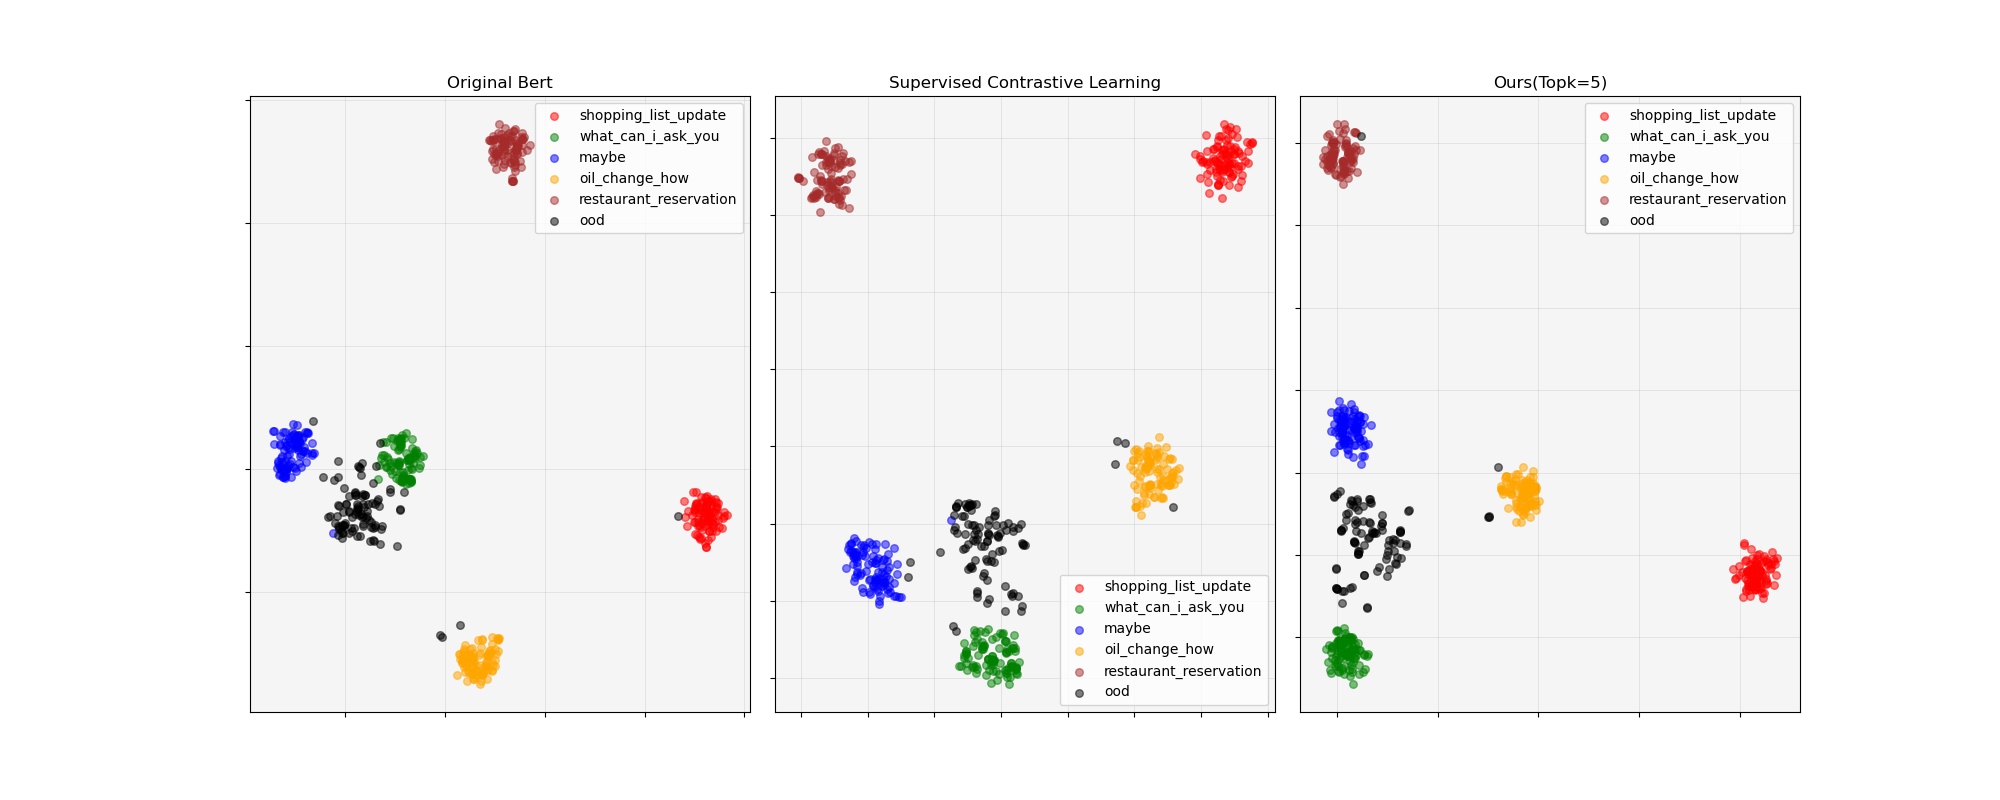 Original Bert
shopping_list_update
what_can_i_ask_you
maybe
oil_change_how
restaurant_reservation
ood
Supervised Contrastive Learning
shopping_list_update
what_can_i_ask_you
maybe
oil_change_how
restaurant_reservation
ood
Ours(Topk=5)
shopping_list_update
what_can_i_ask_you
maybe
oil_change_how
restaurant_reservation
ood